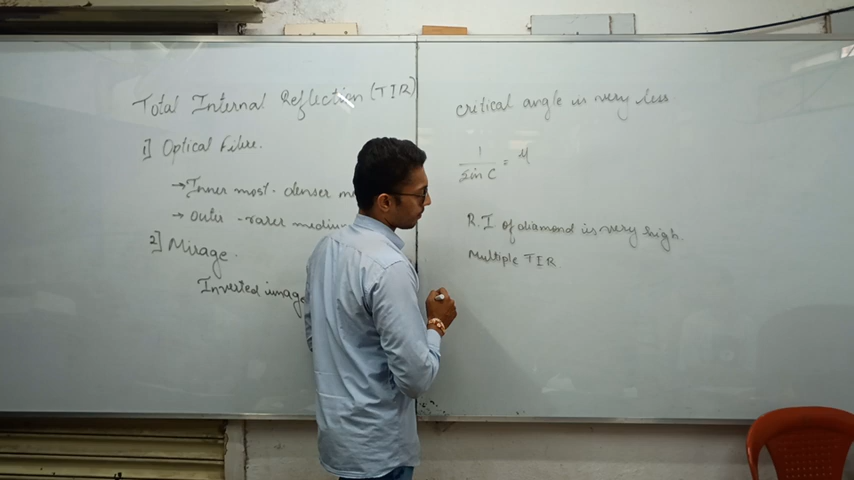 Total Internal Reflection (TIR)
1] Optical Fibre.
→ Inner most - denser m
→ outer - rarer medium
2] Mirage.
Inverted image
critical angle is very less.
1/sin C = μ
R.I. of diamond is very high.
Multiple TIR.